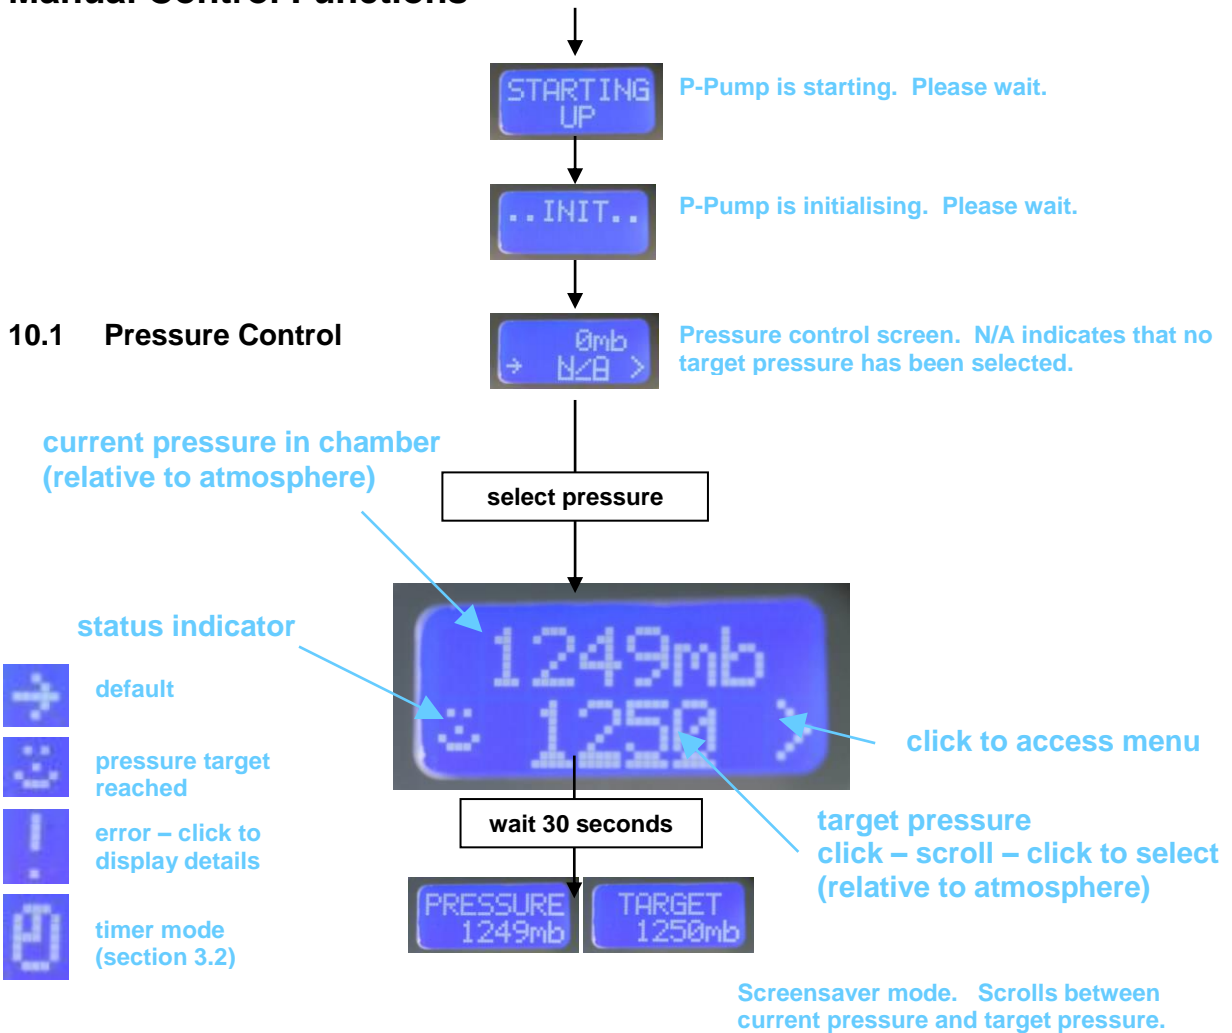 Manual Control Functions
STARTING
UP
P-Pump is starting. Please wait.
..INIT..
P-Pump is initialising. Please wait.
10.1 Pressure Control
0mb
→ N/A >
Pressure control screen. N/A indicates that no
target pressure has been selected.
current pressure in chamber
(relative to atmosphere)
select pressure
status indicator
1249mb
1250 >
default
pressure target
reached
error – click to
display details
timer mode
(section 3.2)
click to access menu
wait 30 seconds
target pressure
click – scroll – click to select
(relative to atmosphere)
PRESSURE
1249mb
TARGET
1250mb
Screensaver mode. Scrolls between
current pressure and target pressure.